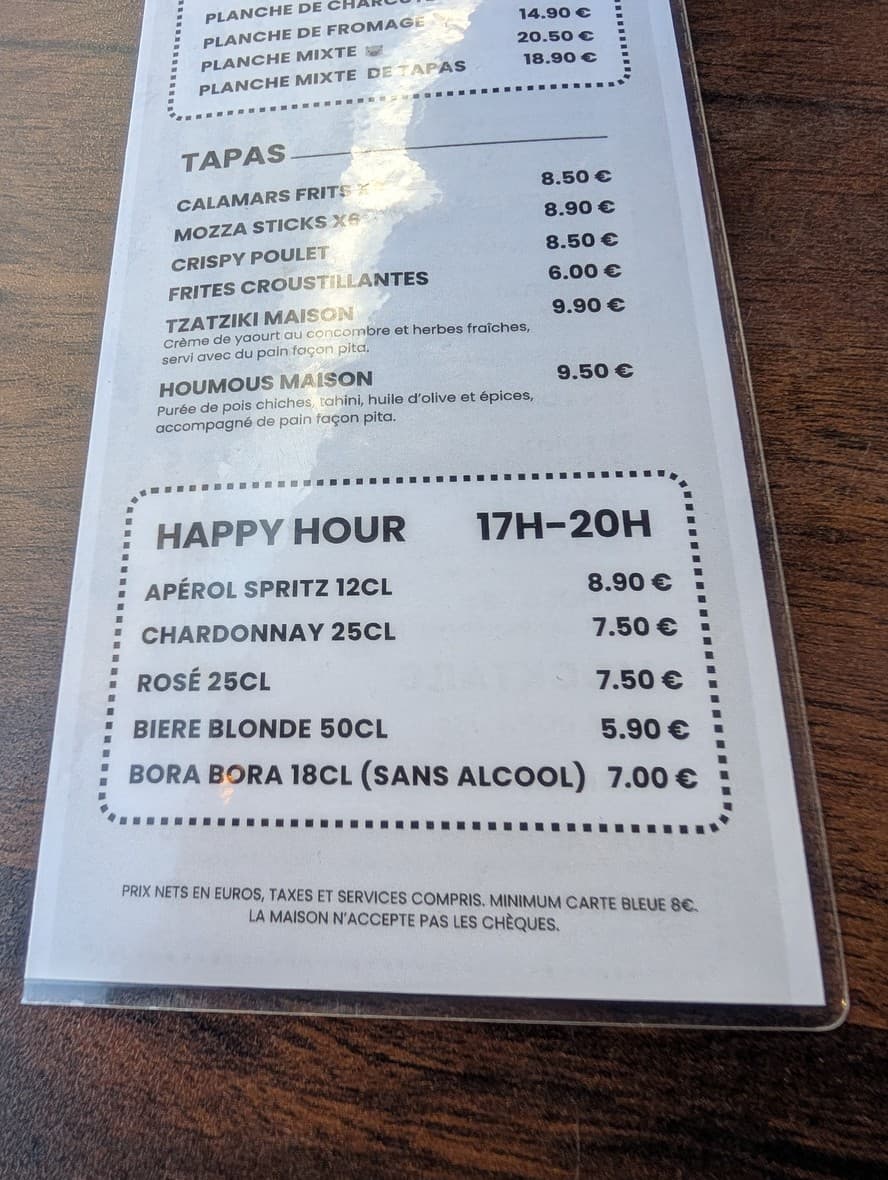 PLANCHE DE
PLANCHE DE FROMAGE 14.90 €
PLANCHE MIXTE 20.50 €
PLANCHE MIXTE DE TAPAS 18.90 €
TAPAS
CALAMARS FRITS 8.50 €
MOZZA STICKS X6 8.90 €
CRISPY POULET 8.50 €
FRITES CROUSTILLANTES 6.00 €
TZATZIKI MAISON 9.90 €
Crème de yaourt au concombre et herbes fraîches,
servi avec du pain façon pita.
HOUMOUS MAISON 9.50 €
Purée de pois chiches, tahini, huile d'olive et épices,
accompagné de pain façon pita.
HAPPY HOUR 17H-20H
APÉROL SPRITZ 12CL 8.90 €
CHARDONNAY 25CL 7.50 €
ROSÉ 25CL 7.50 €
BIERE BLONDE 50CL 5.90 €
BORA BORA 18CL (SANS ALCOOL) 7.00 €
PRIX NETS EN EUROS, TAXES ET SERVICES COMPRIS. MINIMUM CARTE BLEUE 8€.
LA MAISON N'ACCEPTE PAS LES CHÈQUES.